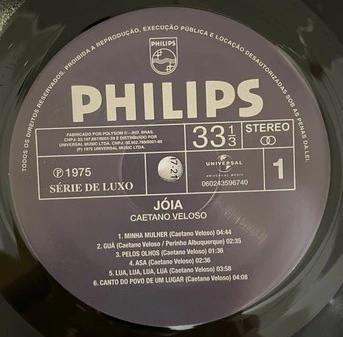 TODOS OS DIREITOS RESERVADOS. PROIBIDA A REPRODUÇÃO, EXECUÇÃO PÚBLICA E LOCAÇÃO DESAUTORIZADAS SOB AS PENAS DA LEI.
PHILIPS
PHILIPS
FABRICADO POR POLYSOM
UNIVERSAL MUSIC LTD.
℗ 1975 UNIVERSAL MUSIC LTDA.
33 1/3
STEREO
℗ 1975
SÉRIE DE LUXO
UNIVERSAL
UNIVERSAL MUSIC
060243596740
1
JÓIA
CAETANO VELOSO
1. MINHA MULHER (Caetano Veloso) 04:44
2. GUÁ (Caetano Veloso / Perinho Albuquerque) 02:35
3. PELOS OLHOS (Caetano Veloso) 01:36
4. ASA (Caetano Veloso) 02:36
5. LUA, LUA, LUA, LUA (Caetano Veloso) 03:58
6. CANTO DO POVO DE UM LUGAR (Caetano Veloso) 04:08